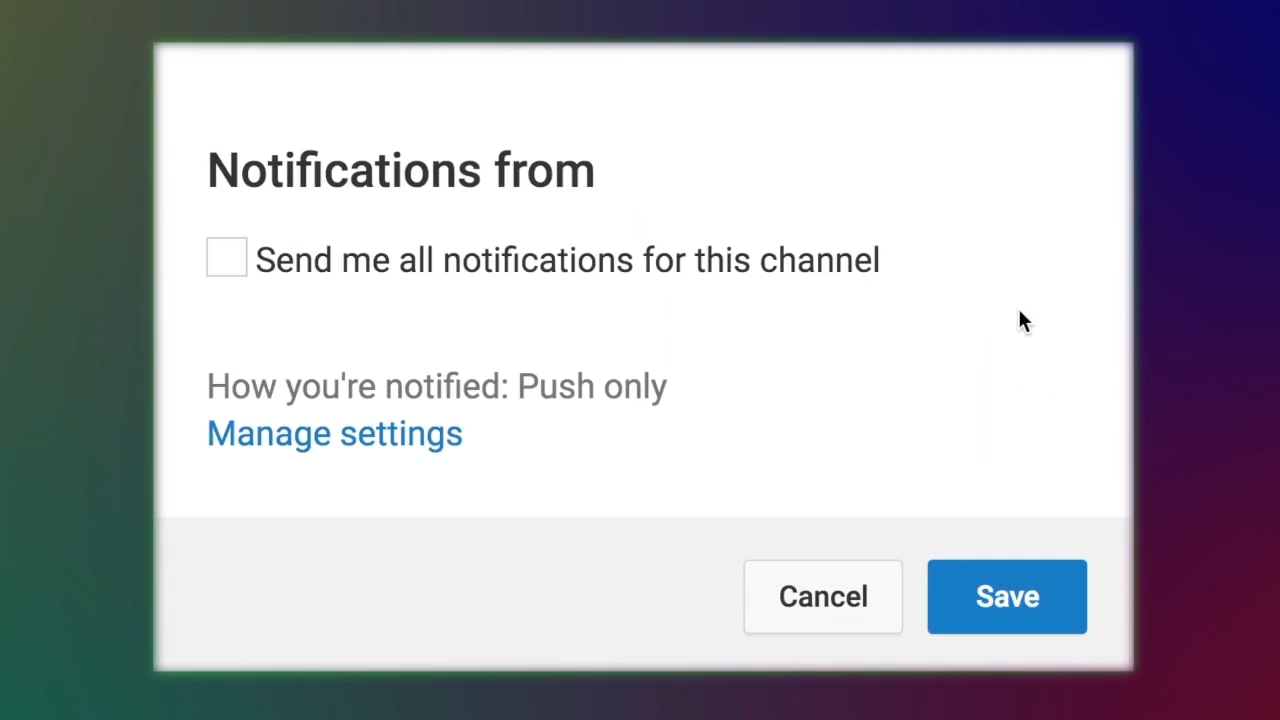 Notifications from
Send me all notifications for this channel
How you're notified: Push only
Manage settings
Cancel Save